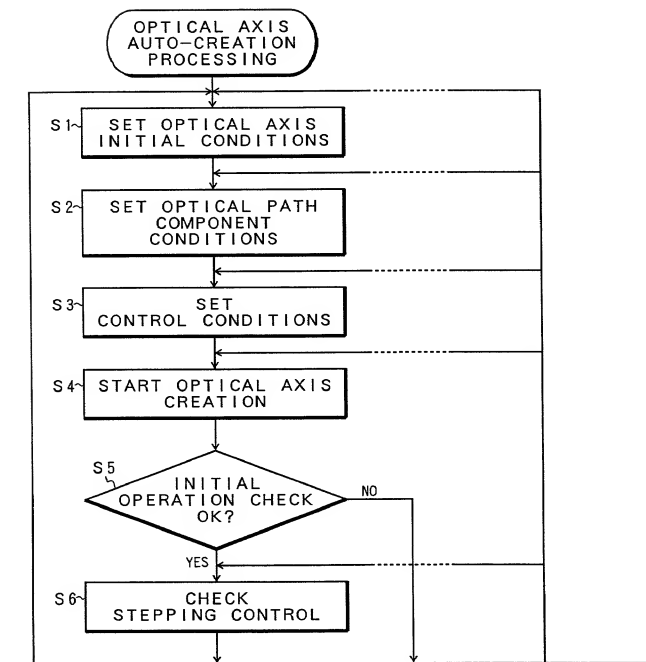 OPTICAL AXIS
AUTO-CREATION
PROCESSING
S1
SET OPTICAL AXIS
INITIAL CONDITIONS
S2
SET OPTICAL PATH
COMPONENT
CONDITIONS
S3
SET
CONTROL CONDITIONS
S4
START OPTICAL AXIS
CREATION
S5
INITIAL
OPERATION CHECK
OK?
NO
YES
S6
CHECK
STEPPING CONTROL